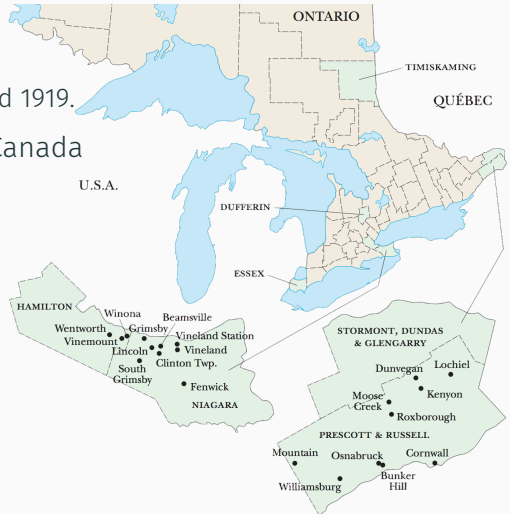 ONTARIO
TIMISKAMING
d 1919.
QUÉBEC
Canada
U.S.A.
DUFFERIN
ESSEX
HAMILTON
Winona
Beamsville
Wentworth
Grimsby
Vineland Station
Vinemount
Lincoln
Vineland
Clinton Twp.
South
Grimsby
Fenwick
NIAGARA
STORMONT, DUNDAS
& GLENGARRY
Dunvegan
Lochiel
Moose
Creek
Kenyon
Roxborough
PRESCOTT & RUSSELL
Mountain
Osnabruck
Cornwall
Williamsburg
Bunker
Hill